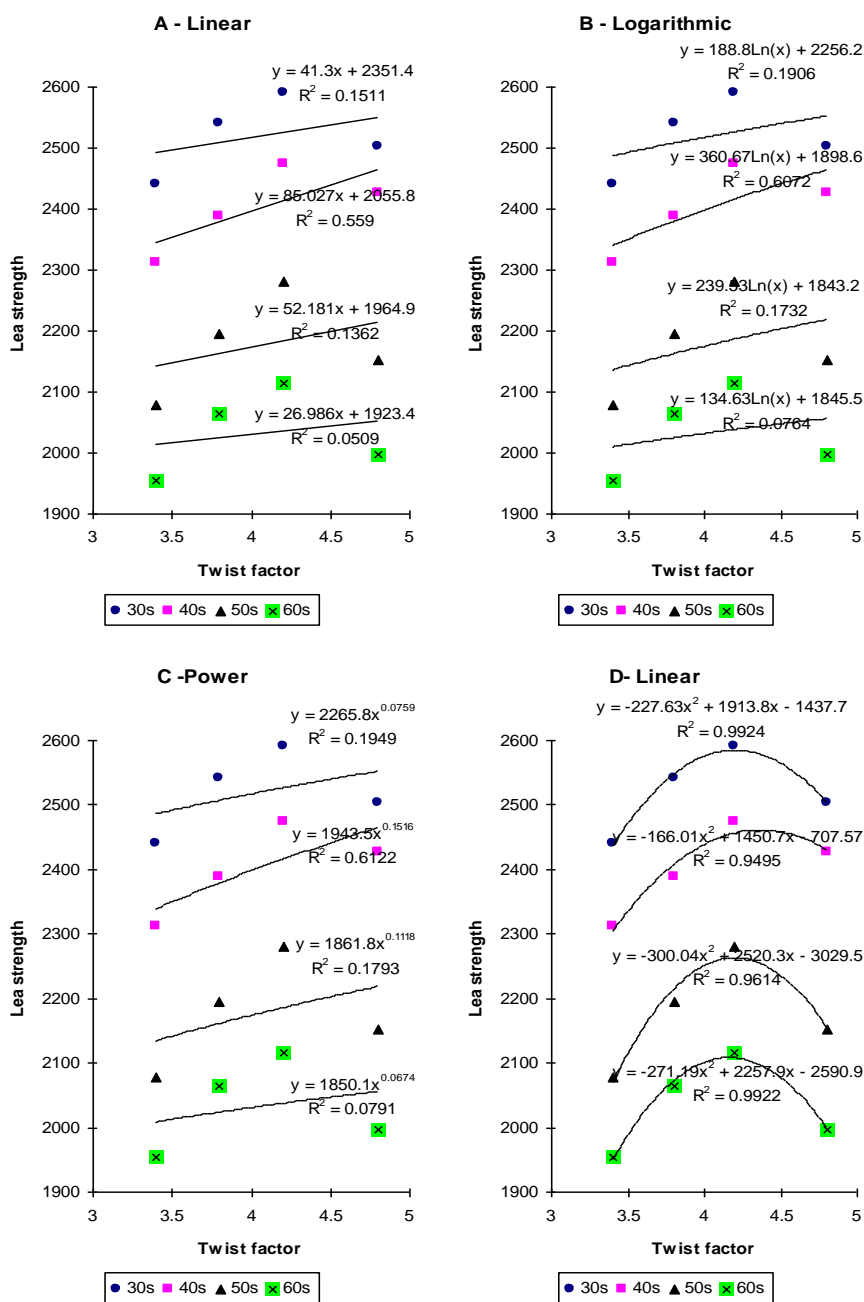 A - Linear
y = 41.3x + 2351.4
R² = 0.1511
y = 85.027x + 2055.8
R² = 0.559
y = 52.181x + 1964.9
R² = 0.1362
y = 26.986x + 1923.4
R² = 0.0509
2600
2500
2400
2300
2200
2100
2000
1900
Lea strength
3 3.5 4 4.5 5
Twist factor
30s 40s 50s 60s
B - Logarithmic
y = 188.8Ln(x) + 2256.2
R² = 0.1906
y = 360.67Ln(x) + 1898.6
R² = 0.6072
y = 239.53Ln(x) + 1843.2
R² = 0.1732
y = 134.63Ln(x) + 1845.5
R² = 0.0764
2600
2500
2400
2300
2200
2100
2000
1900
Lea strength
3 3.5 4 4.5 5
Twist factor
30s 40s 50s 60s
C -Power
y = 2265.8x^0.0759
R² = 0.1949
y = 1943.5x^0.1516
R² = 0.6122
y = 1861.8x^0.1118
R² = 0.1793
y = 1850.1x^0.0674
R² = 0.0791
2600
2500
2400
2300
2200
2100
2000
1900
Lea strength
3 3.5 4 4.5 5
Twist factor
30s 40s 50s 60s
D- Linear
y = -227.63x² + 1913.8x - 1437.7
R² = 0.9924
y = -166.01x² + 1450.7x - 707.57
R² = 0.9495
y = -300.04x² + 2520.3x - 3029.5
R² = 0.9614
y = -271.19x² + 2257.9x - 2590.9
R² = 0.9922
2600
2500
2400
2300
2200
2100
2000
1900
Lea strength
3 3.5 4 4.5 5
Twist factor
30s 40s 50s 60s